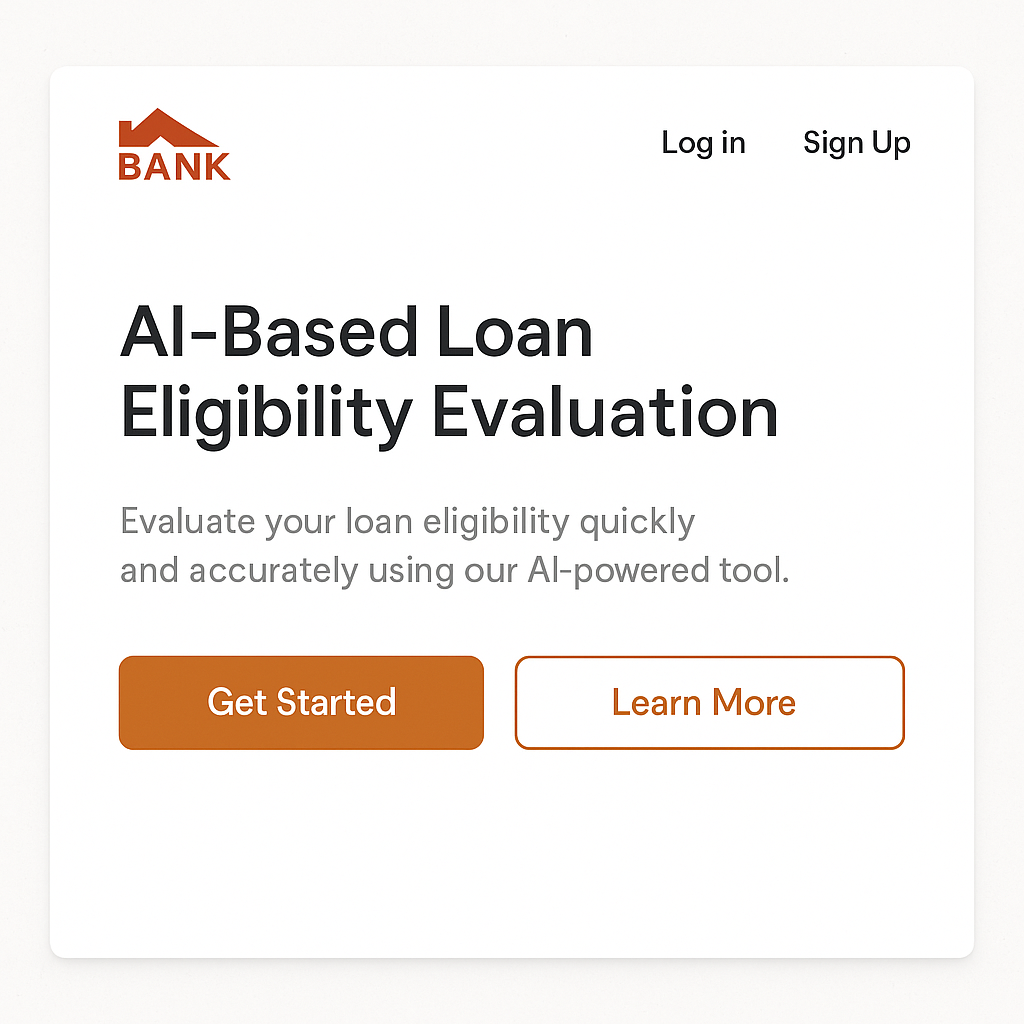 BANK
Log in
Sign Up
AI-Based Loan
Eligibility Evaluation
Evaluate your loan eligibility quickly
and accurately using our AI-powered tool.
Get Started
Learn More